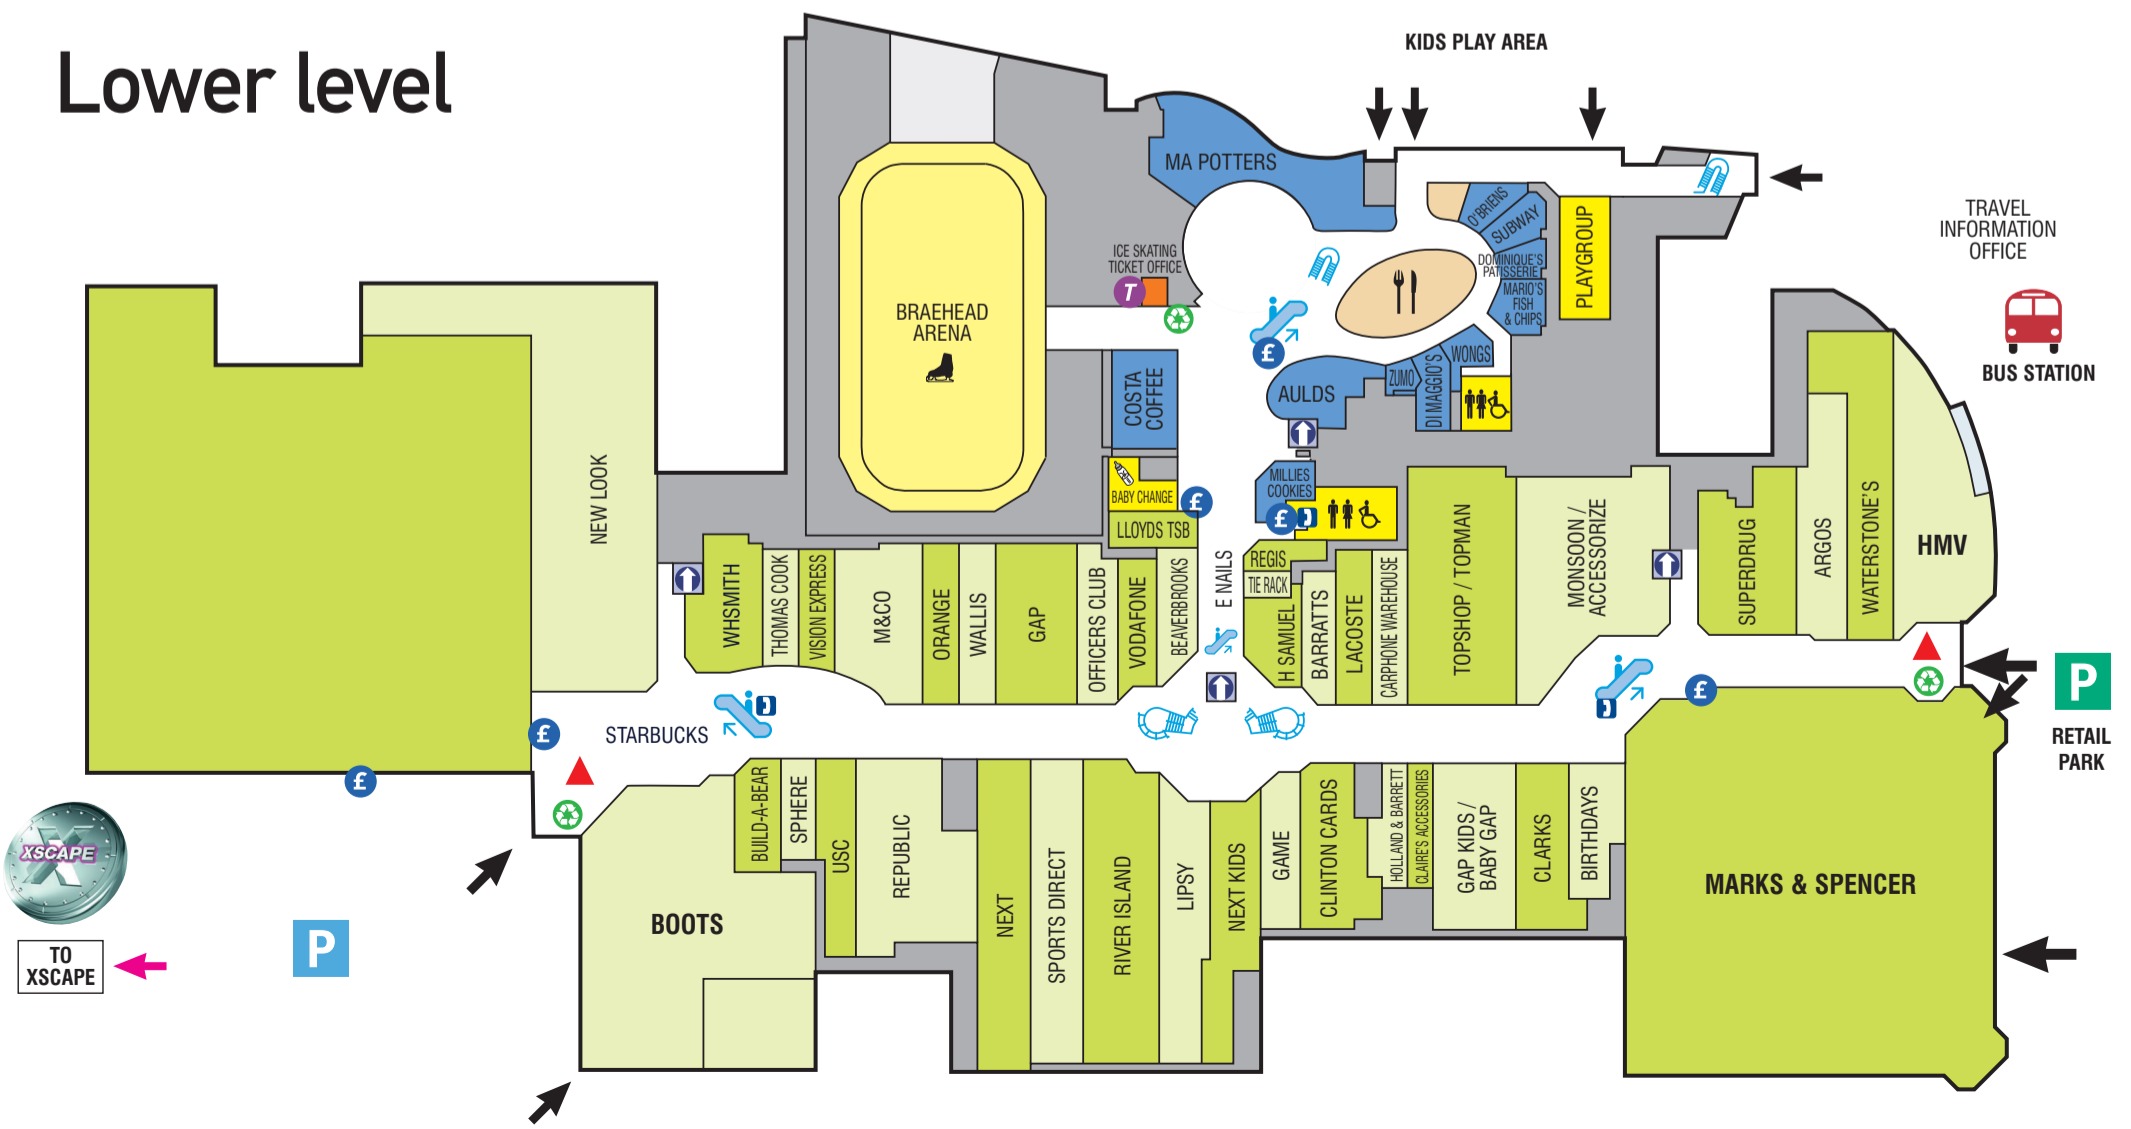 Lower level
KIDS PLAY AREA
MA POTTERS
O'BRIENS
SUBWAY
DOMINIQUE'S
PATISSERIE
MARIO'S
FISH
& CHIPS
PLAYGROUP
TRAVEL
INFORMATION
OFFICE
BUS STATION
ICE SKATING
TICKET OFFICE
T
BRAEHEAD
ARENA
COSTA
COFFEE
£
AULDS
ZUMO
DI MAGGIO'S
WONGS
BABY CHANGE
£
LLOYDS TSB
MILLIES
COOKIES
£
NEW LOOK
WHSMITH
THOMAS COOK
VISION EXPRESS
M&CO
ORANGE
WALLIS
GAP
OFFICERS CLUB
VODAFONE
BEAVERBROOKS
E NAILS
REGIS
TIE RACK
H SAMUEL
BARRATTS
LACOSTE
CARPHONE WAREHOUSE
TOPSHOP / TOPMAN
MONSOON /
ACCESSORIZE
SUPERDRUG
ARGOS
WATERSTONE'S
HMV
£
STARBUCKS
£
£
P
RETAIL
PARK
BUILD-A-BEAR
SPHERE
USC
REPUBLIC
NEXT
SPORTS DIRECT
RIVER ISLAND
LIPSY
NEXT KIDS
GAME
CLINTON CARDS
HOLLAND & BARRETT
CLAIRE'S ACCESSORIES
GAP KIDS /
BABY GAP
CLARKS
BIRTHDAYS
MARKS & SPENCER
BOOTS
XSCAPE
X
TO
XSCAPE
P